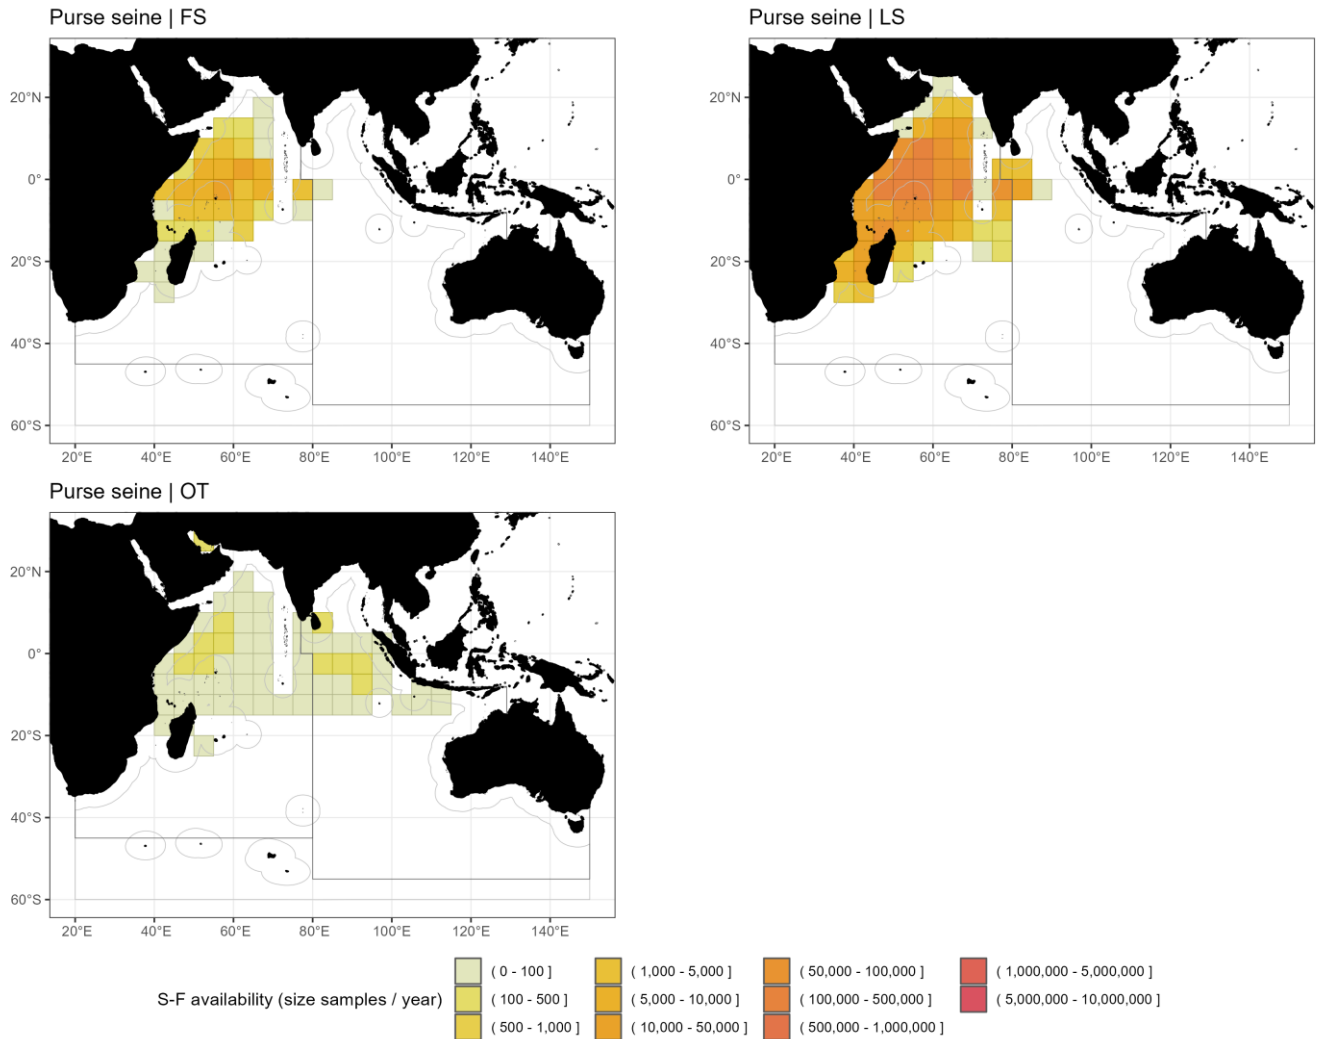 Purse seine | FS
Purse seine | LS
20°N
0°
20°S
40°S
60°S
20°E 40°E 60°E 80°E 100°E 120°E 140°E
20°N
0°
20°S
40°S
60°S
20°E 40°E 60°E 80°E 100°E 120°E 140°E
Purse seine | OT
20°N
0°
20°S
40°S
60°S
20°E 40°E 60°E 80°E 100°E 120°E 140°E
S-F availability (size samples / year)
( 0 - 100 ]
( 100 - 500 ]
( 500 - 1,000 ]
( 1,000 - 5,000 ]
( 5,000 - 10,000 ]
( 10,000 - 50,000 ]
( 50,000 - 100,000 ]
( 100,000 - 500,000 ]
( 500,000 - 1,000,000 ]
( 1,000,000 - 5,000,000 ]
( 5,000,000 - 10,000,000 ]